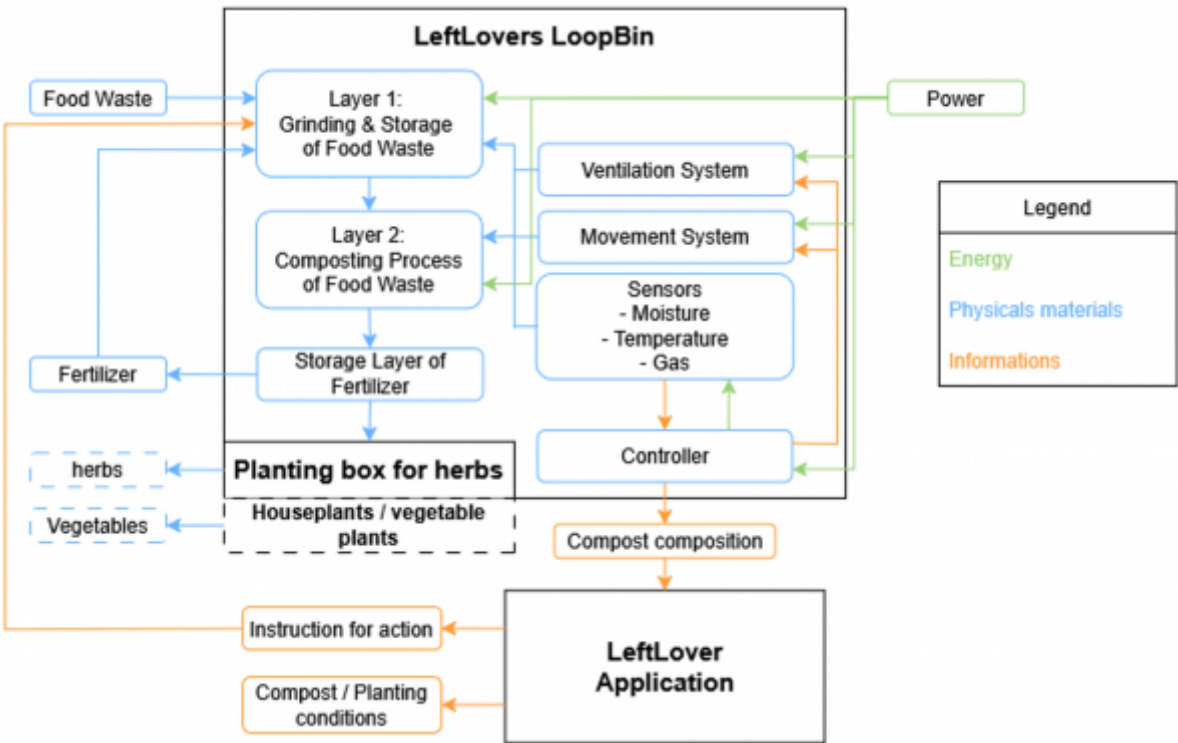 LeftLovers LoopBin
Food Waste
Layer 1:
Grinding & Storage
of Food Waste
Power
Ventilation System
Layer 2:
Composting Process
of Food Waste
Movement System
Sensors
- Moisture
- Temperature
- Gas
Legend
Energy
Physicals materials
Informations
Fertilizer
Storage Layer of
Fertilizer
Controller
herbs
Planting box for herbs
Vegetables
Houseplants / vegetable
plants
Compost composition
Instruction for action
LeftLover
Application
Compost / Planting
conditions